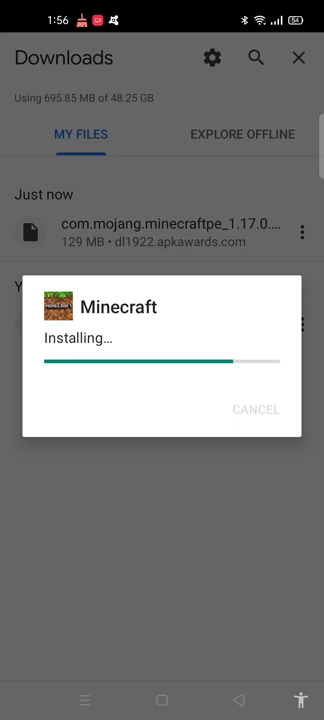 1:56
54
Downloads
Using 695.85 MB of 48.25 GB
MY FILES
EXPLORE OFFLINE
Just now
com.mojang.minecraftpe_1.17.0....
129 MB • dl1922.apkawards.com
Y
Minecraft
Installing...
CANCEL